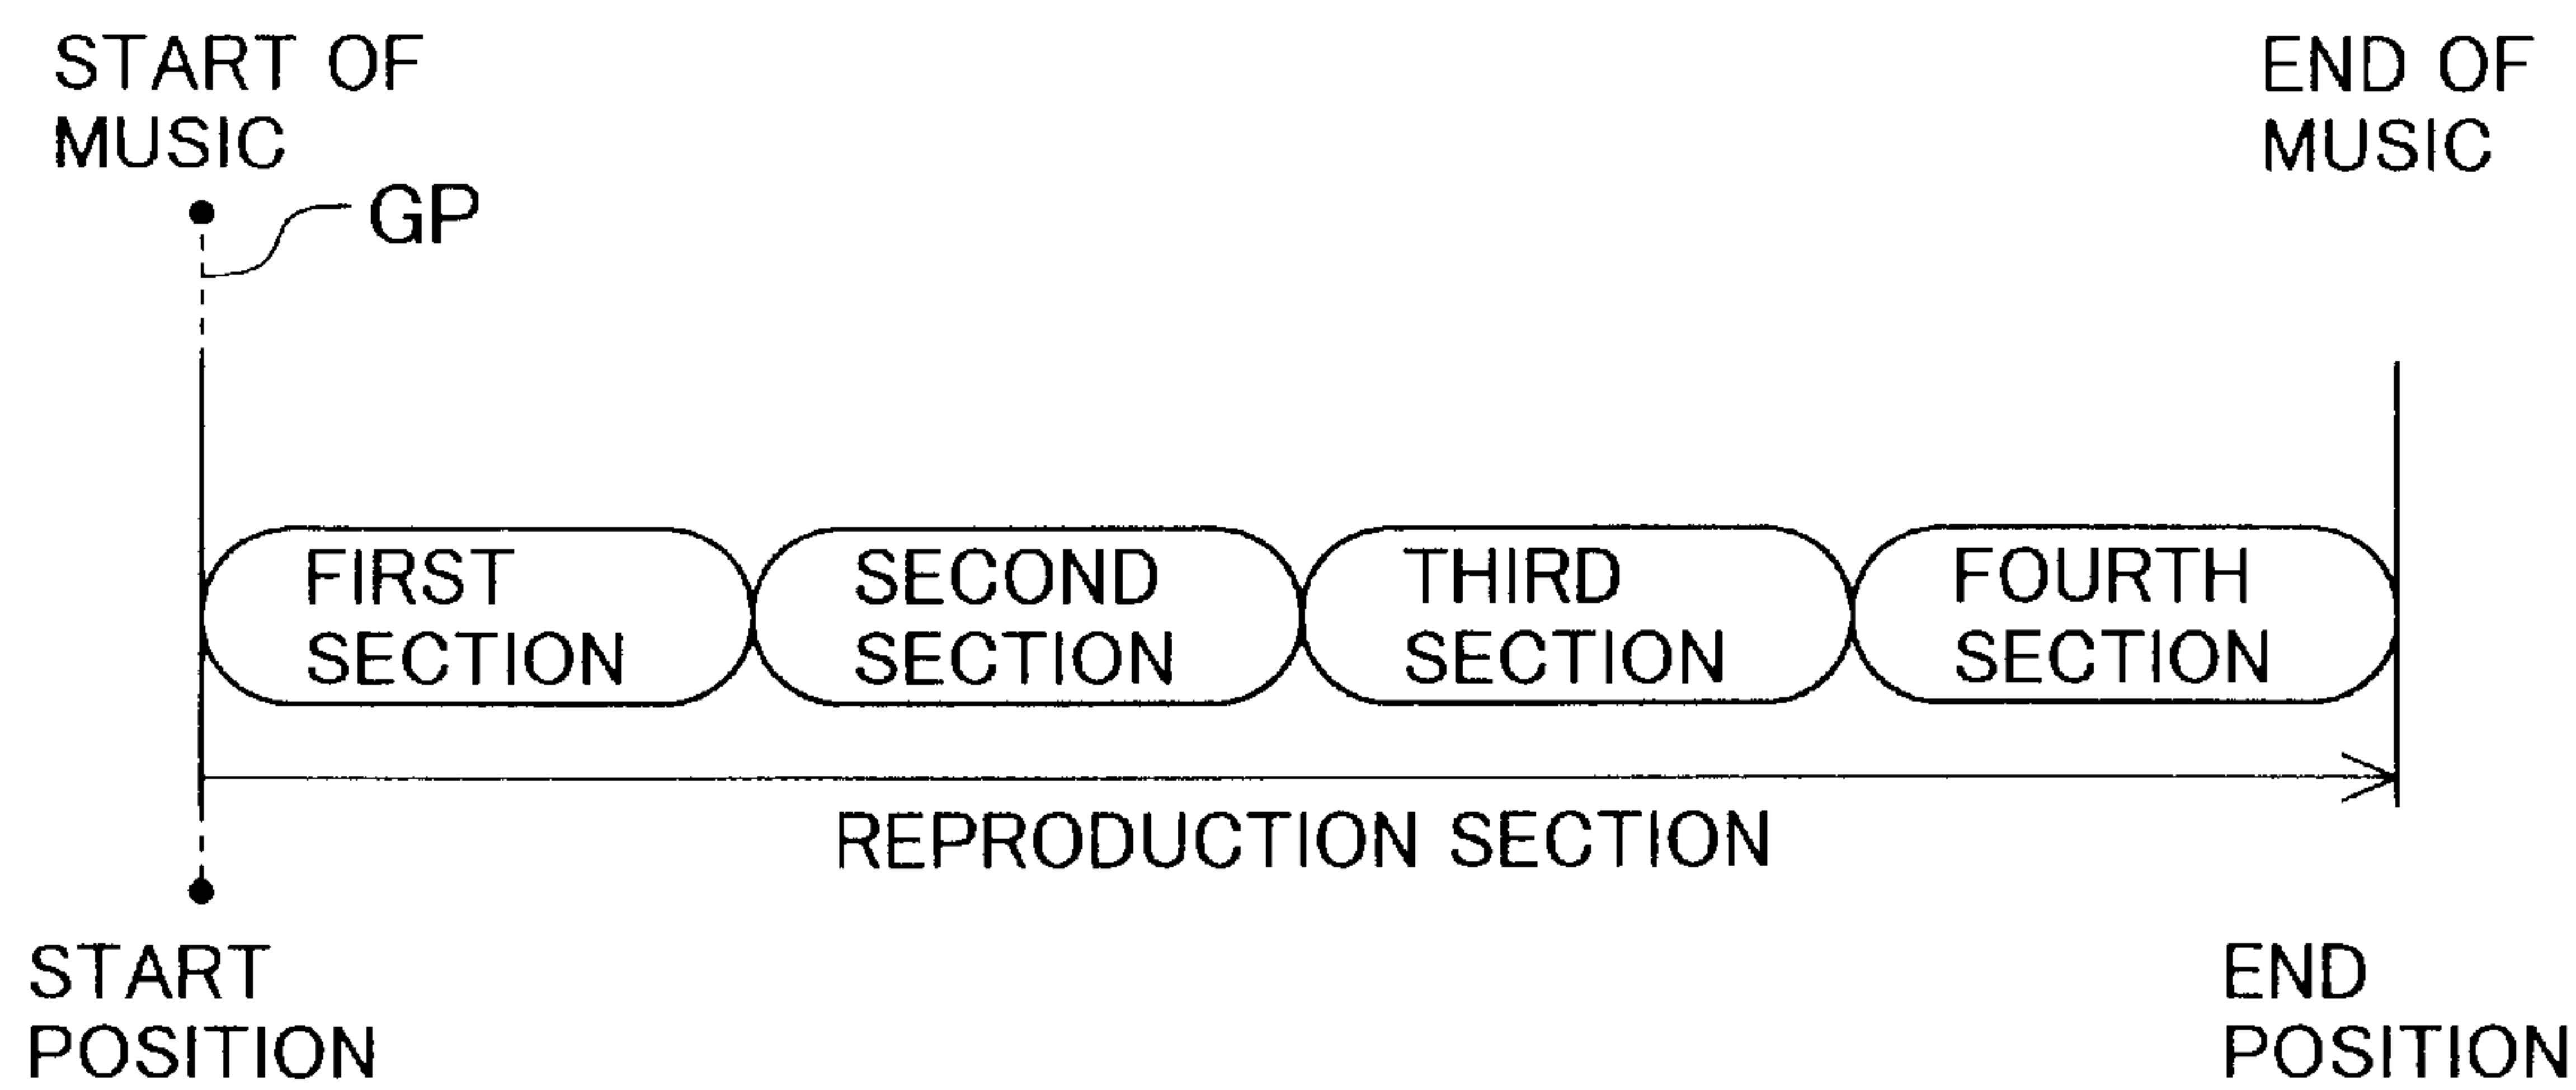 START OF
MUSIC
END OF
MUSIC
GP
FIRST
SECTION
SECOND
SECTION
THIRD
SECTION
FOURTH
SECTION
REPRODUCTION SECTION
START
POSITION
END
POSITION